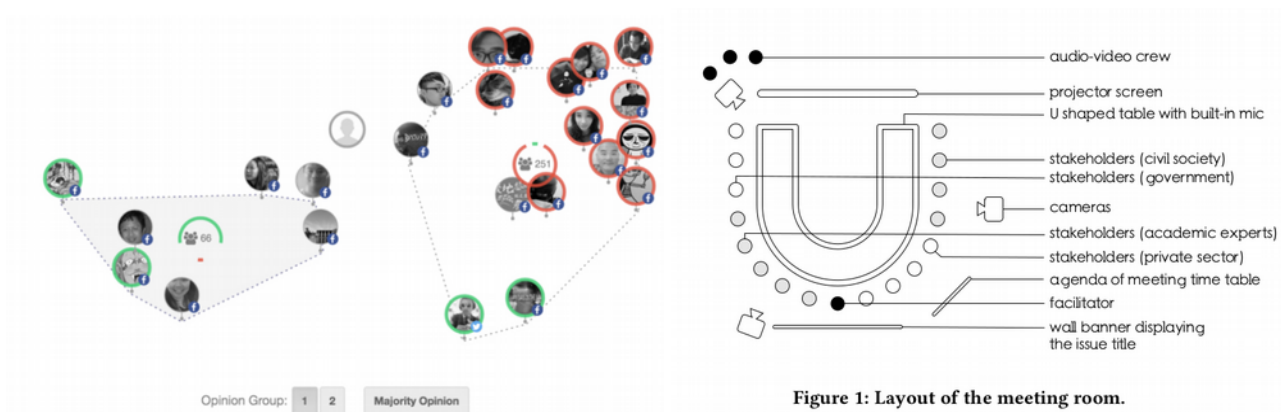 66
251
Opinion Group: 1 2 Majority Opinion
audio-video crew
projector screen
U shaped table with built-in mic
stakeholders (civil society)
stakeholders (government)
cameras
stakeholders (academic experts)
stakeholders (private sector)
agenda of meeting time table
facilitator
wall banner displaying
the issue title
Figure 1: Layout of the meeting room.